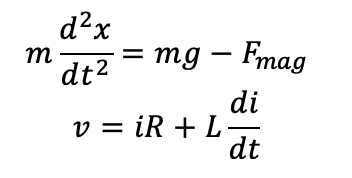 m d²x/dt² = mg − F_mag
v = iR + L di/dt